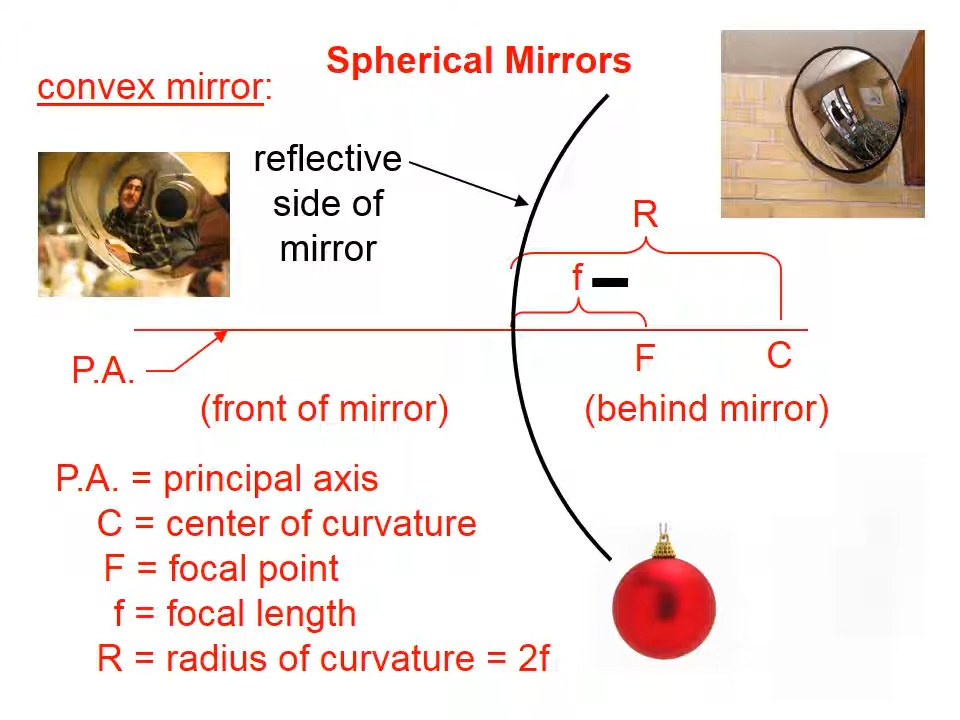 Spherical Mirrors
convex mirror:
reflective
side of
mirror
R
f
F
C
P.A.
(front of mirror)
(behind mirror)
P.A. = principal axis
C = center of curvature
F = focal point
f = focal length
R = radius of curvature = 2f